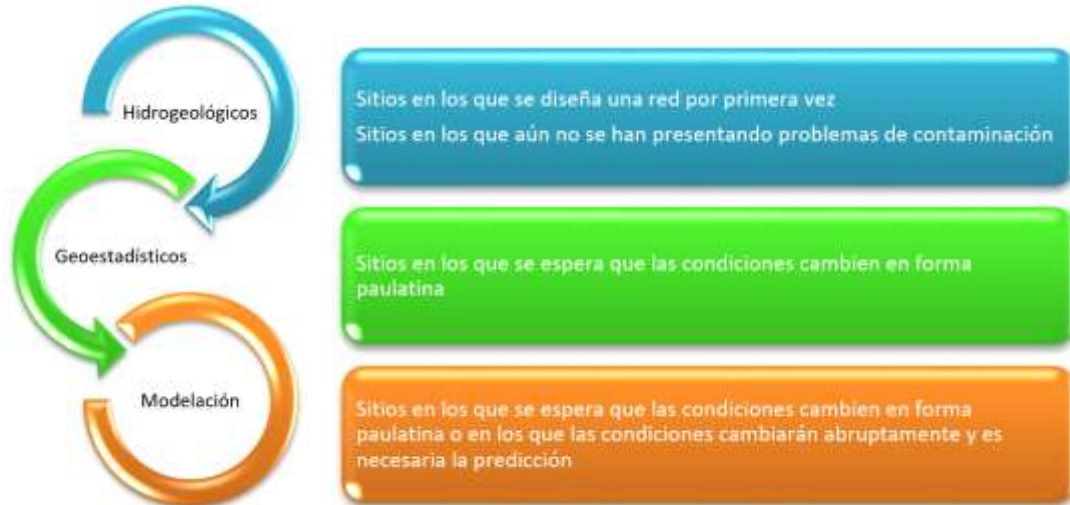 Hidrogeológicos
Sitios en los que se diseña una red por primera vez
Sitios en los que aún no se han presentando problemas de contaminación
Geoestadísticos
Sitios en los que se espera que las condiciones cambien en forma
paulatina
Modelación
Sitios en los que se espera que las condiciones cambien en forma
paulatina o en los que las condiciones cambiarán abruptamente y es
necesaria la predicción